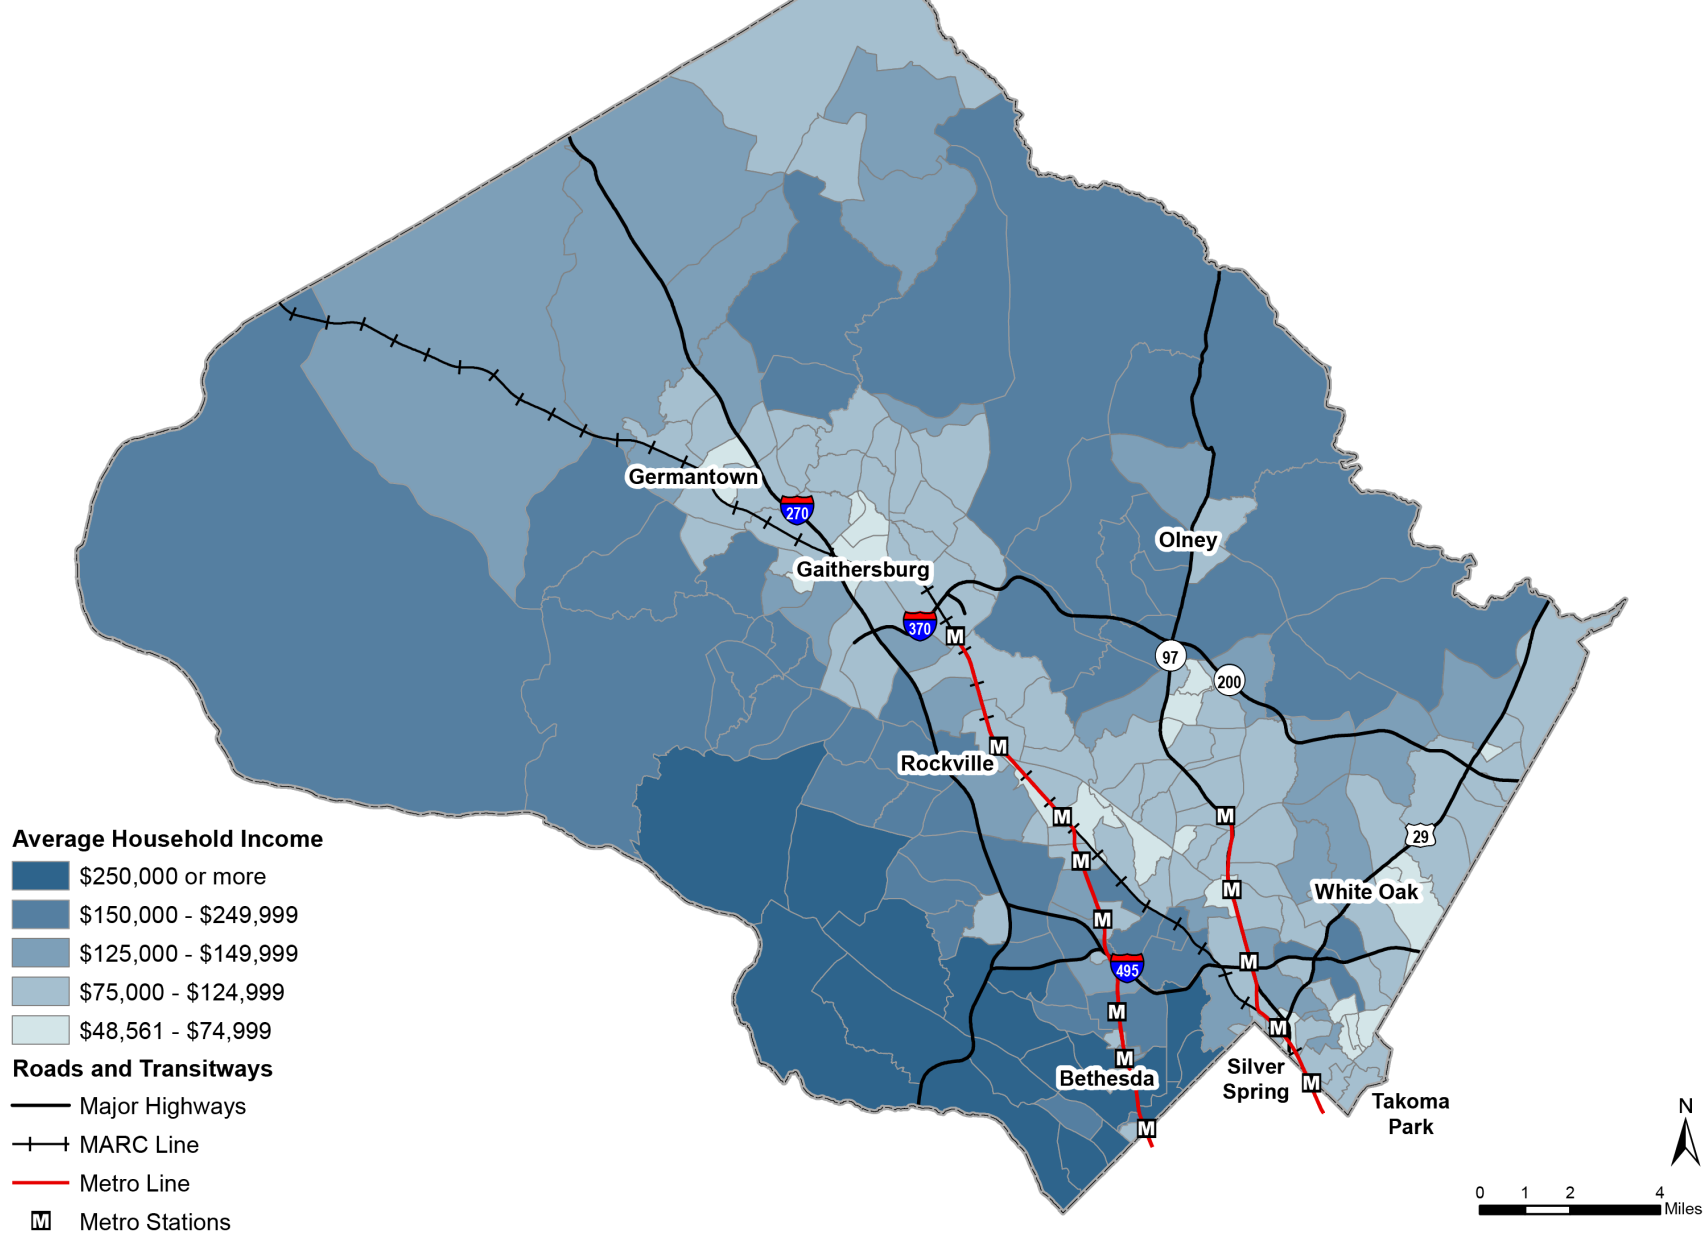 Germantown
270
Gaithersburg
370
Olney
97
200
Rockville
29
White Oak
495
Bethesda
Silver
Spring
Takoma
Park
M
M
M
M
M
M
M
M
M
M
M
M
M
Average Household Income
$250,000 or more
$150,000 - $249,999
$125,000 - $149,999
$75,000 - $124,999
$48,561 - $74,999
Roads and Transitways
Major Highways
MARC Line
Metro Line
M Metro Stations
N
0 1 2 4
Miles